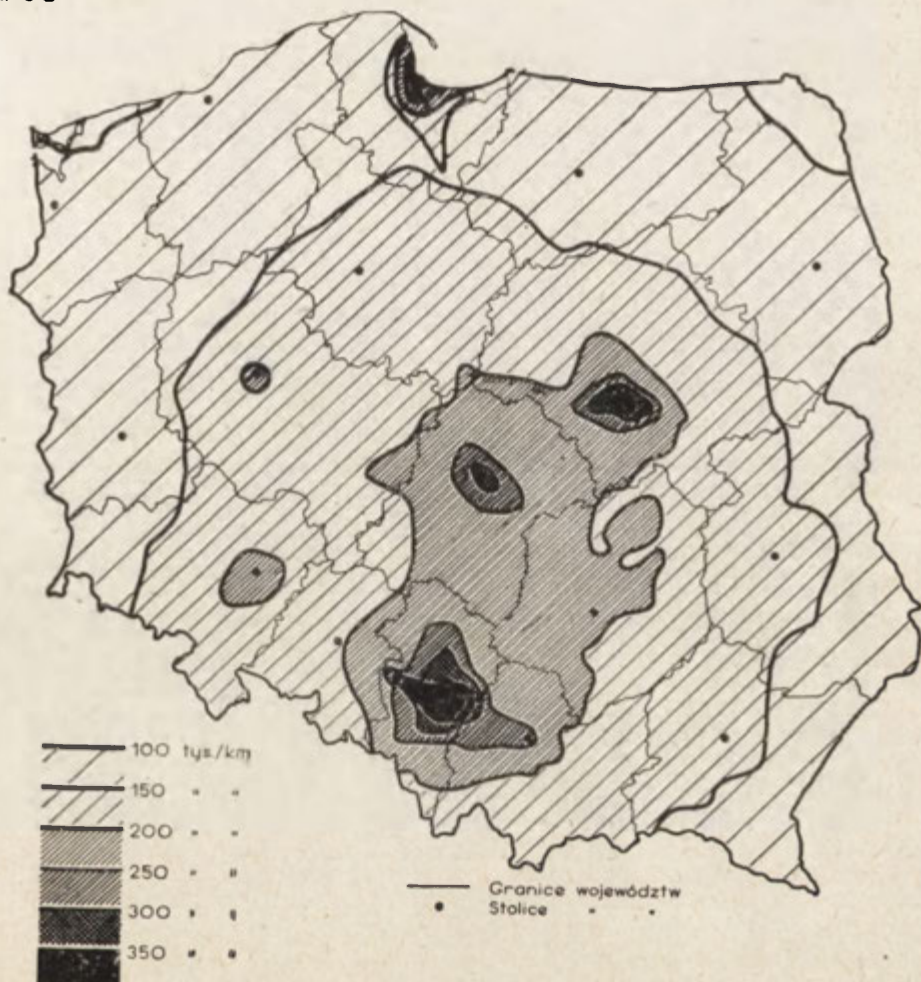 100 tys./km
150 " "
200 " "
250 " "
300 " "
350 " "
Granice województw
Stolice " "